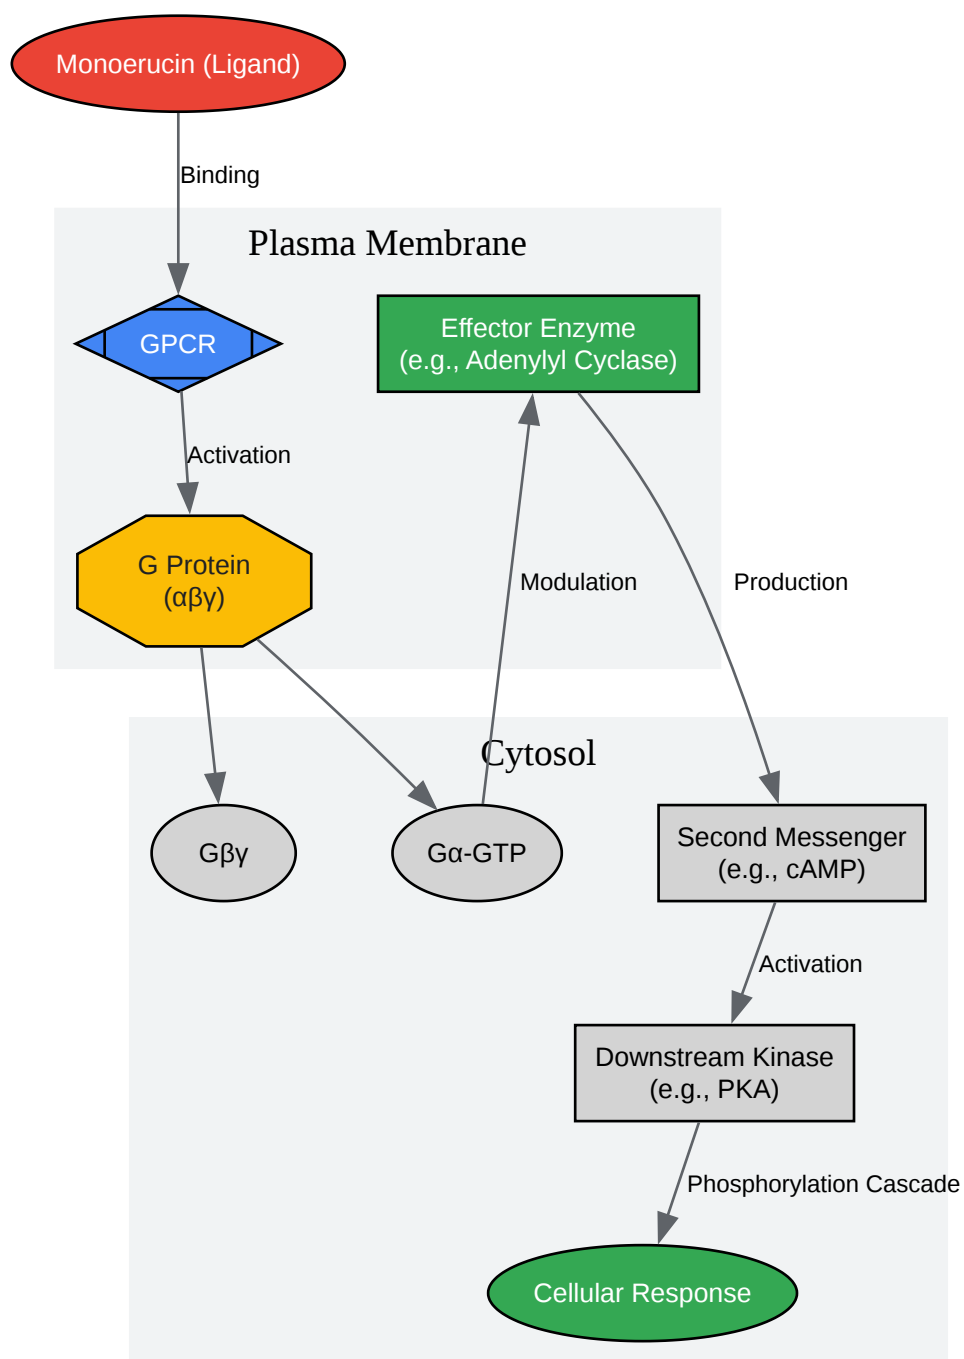 Monoerucin (Ligand)
Binding
Plasma Membrane
GPCR
Effector Enzyme
(e.g., Adenylyl Cyclase)
Activation
G Protein
(αβγ)
Modulation
Production
Cytosol
Gβγ
Gα-GTP
Second Messenger
(e.g., cAMP)
Activation
Downstream Kinase
(e.g., PKA)
Phosphorylation Cascade
Cellular Response